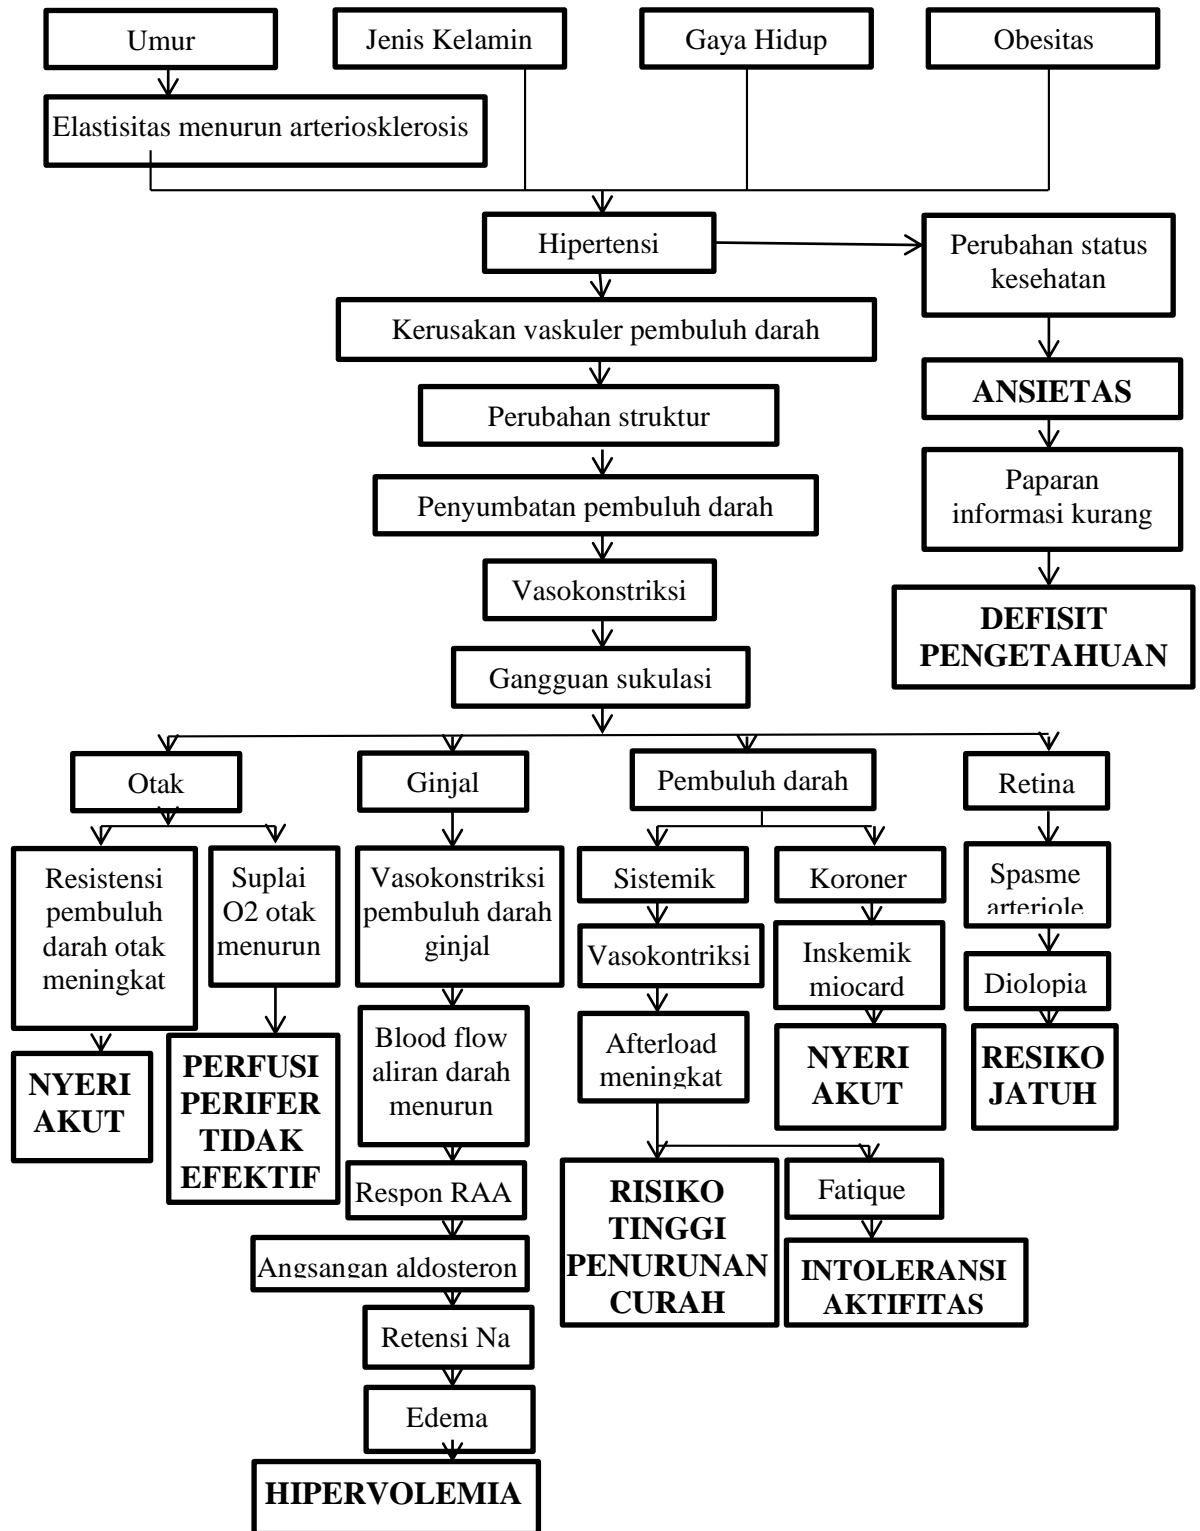 Umur
Jenis Kelamin
Gaya Hidup
Obesitas
Elastisitas menurun arteriosklerosis
Hipertensi
Perubahan status
kesehatan
Kerusakan vaskuler pembuluh darah
ANSIETAS
Perubahan struktur
Paparan
informasi kurang
Penyumbatan pembuluh darah
Vasokonstriksi
DEFISIT
PENGETAHUAN
Gangguan sukulasi
Otak
Ginjal
Pembuluh darah
Retina
Resistensi
pembuluh
darah otak
meningkat
Suplai
O2 otak
menurun
Vasokonstriksi
pembuluh darah
ginjal
Sistemik
Koroner
Spasme
arteriole
Vasokontriksi
Inskemik
miocard
Diolopia
NYERI
AKUT
PERFUSI
PERIFER
TIDAK
EFEKTIF
Blood flow
aliran darah
menurun
Afterload
meningkat
NYERI
AKUT
RESIKO
JATUH
Respon RAA
RISIKO
TINGGI
PENURUNAN
CURAH
Fatique
Angsangan aldosteron
INTOLERANSI
AKTIFITAS
Retensi Na
Edema
HIPERVOLEMIA